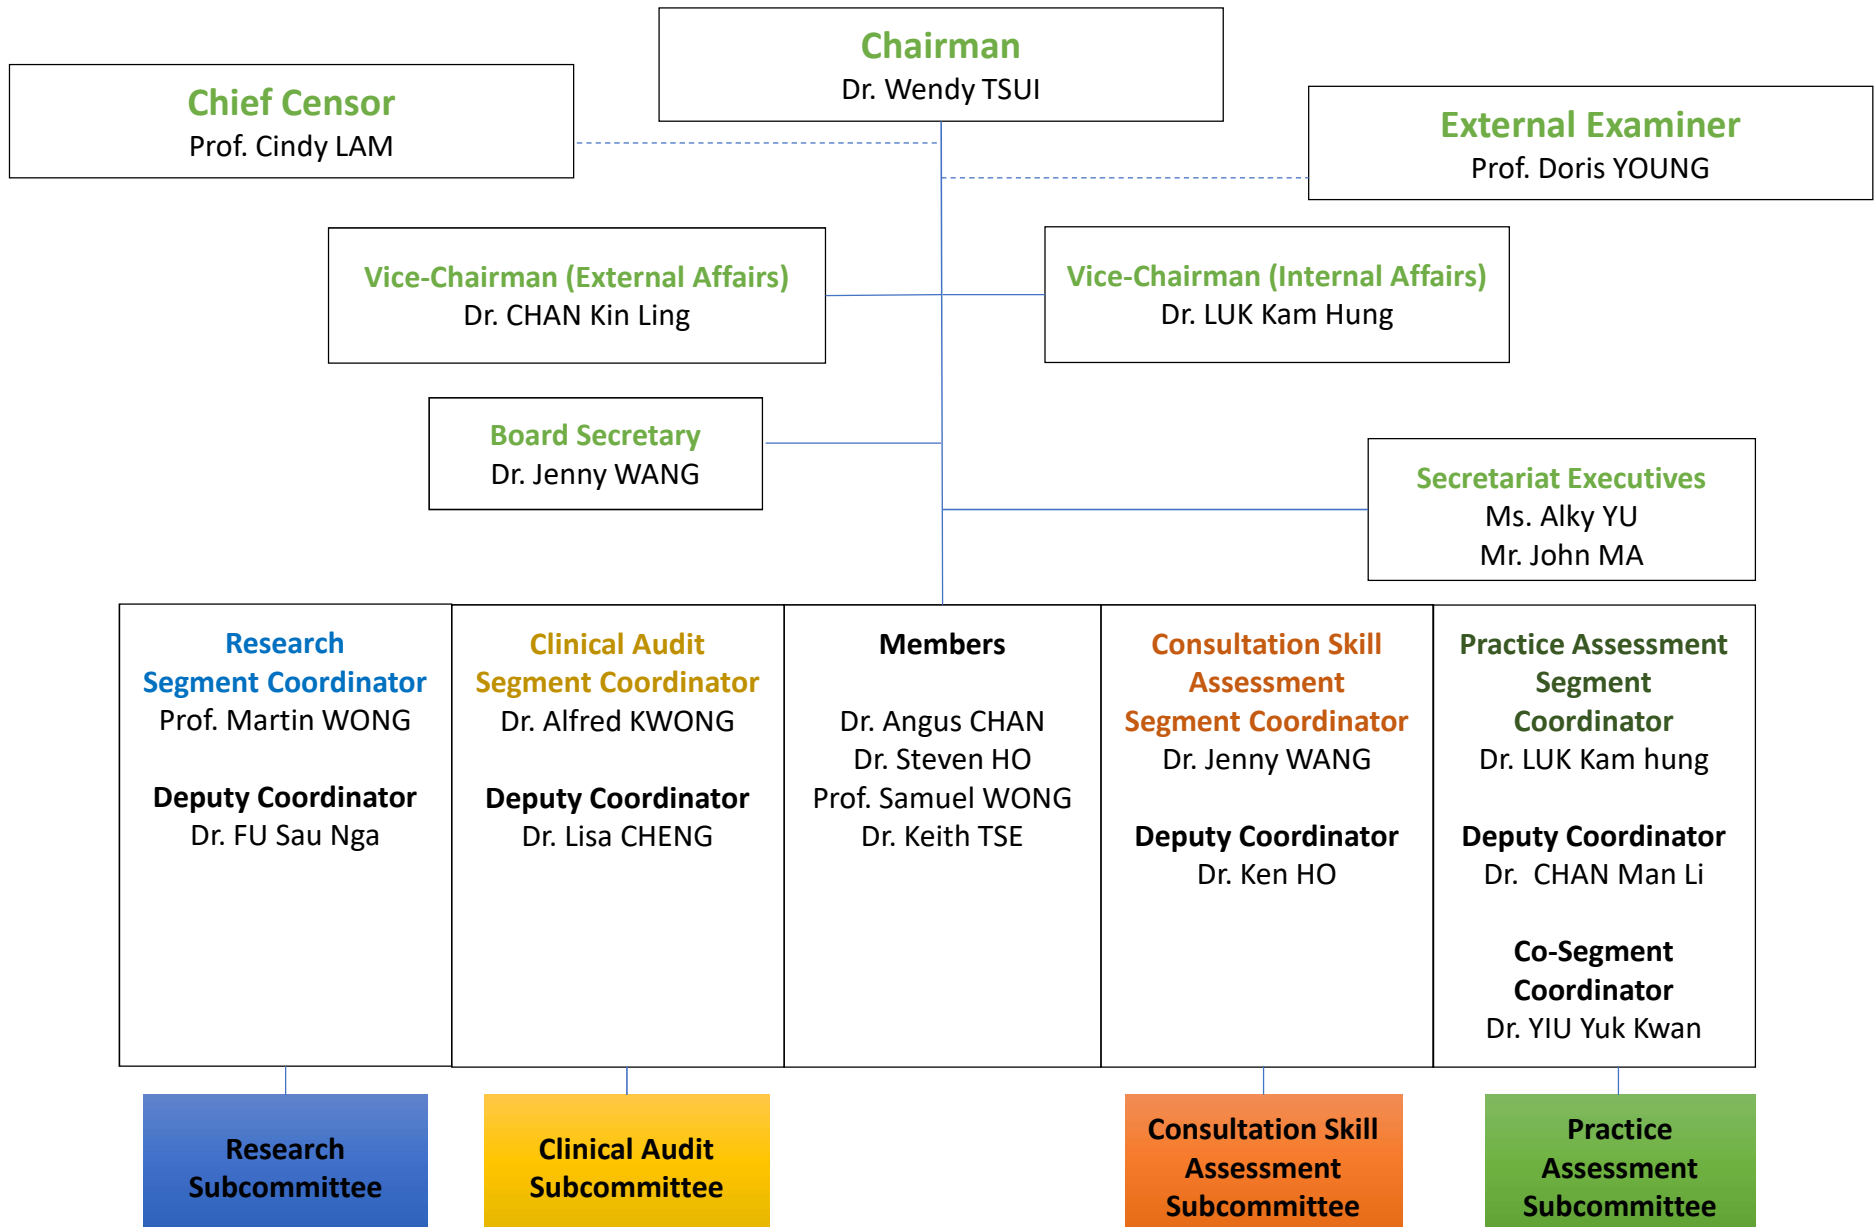 Chairman
Dr. Wendy TSUI
Chief Censor
Prof. Cindy LAM
External Examiner
Prof. Doris YOUNG
Vice-Chairman (External Affairs)
Dr. CHAN Kin Ling
Vice-Chairman (Internal Affairs)
Dr. LUK Kam Hung
Board Secretary
Dr. Jenny WANG
Secretariat Executives
Ms. Alky YU
Mr. John MA
Research
Segment Coordinator
Prof. Martin WONG
Deputy Coordinator
Dr. FU Sau Nga
Clinical Audit
Segment Coordinator
Dr. Alfred KWONG
Deputy Coordinator
Dr. Lisa CHENG
Members
Dr. Angus CHAN
Dr. Steven HO
Prof. Samuel WONG
Dr. Keith TSE
Consultation Skill
Assessment
Segment Coordinator
Dr. Jenny WANG
Deputy Coordinator
Dr. Ken HO
Practice Assessment
Segment
Coordinator
Dr. LUK Kam hung
Deputy Coordinator
Dr.  CHAN Man Li
Co-Segment
Coordinator
Dr. YIU Yuk Kwan
Research
Subcommittee
Clinical Audit
Subcommittee
Consultation Skill
Assessment
Subcommittee
Practice
Assessment
Subcommittee